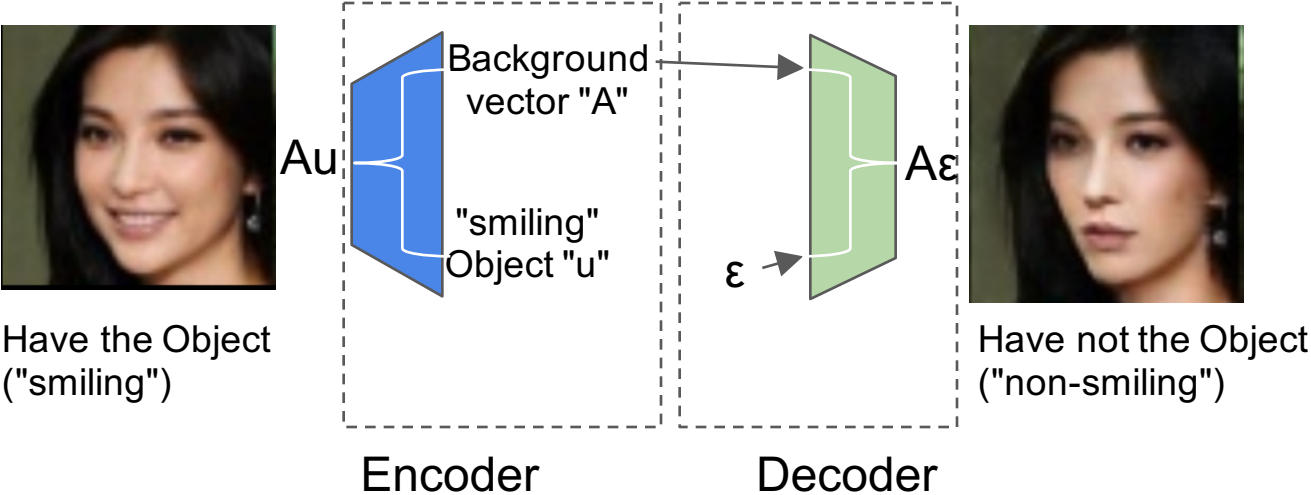 Au
Background
vector "A"
"smiling"
Object "u"
ε
Aε
Have the Object
("smiling")
Have not the Object
("non-smiling")
Encoder
Decoder